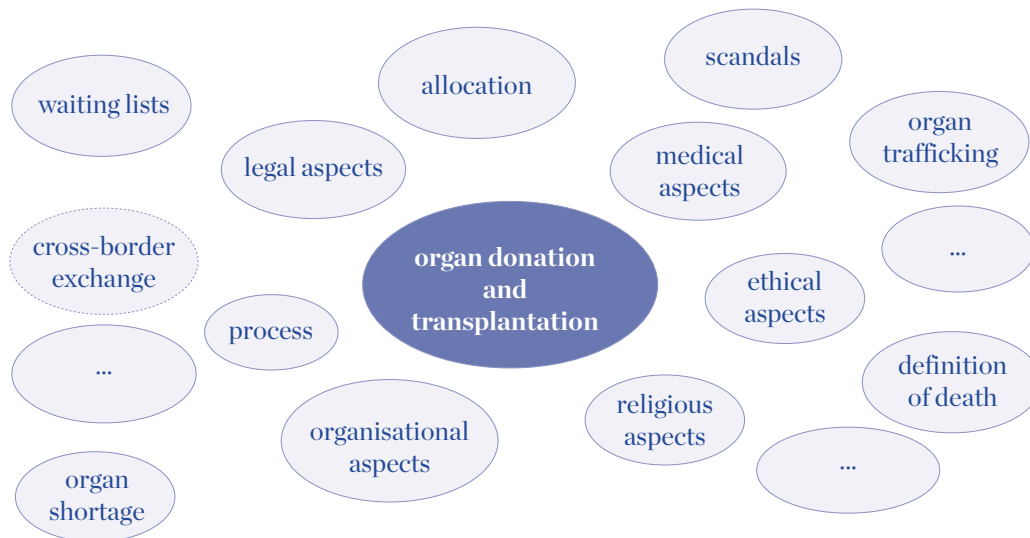 scandals
allocation
waiting lists
organ
trafficking
legal aspects
medical
aspects
cross-border
exchange
...
organ donation
and
transplantation
ethical
aspects
process
...
definition
of death
religious
aspects
organisational
aspects
...
organ
shortage